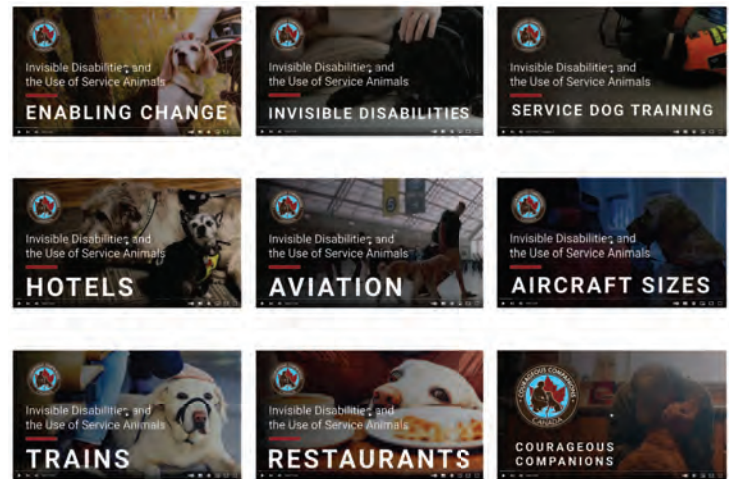 Invisible Disabilities and
the Use of Service Animals
ENABLING CHANGE
Invisible Disabilities and
the Use of Service Animals
INVISIBLE DISABILITIES
Invisible Disabilities and
the Use of Service Animals
SERVICE DOG TRAINING
Invisible Disabilities and
the Use of Service Animals
HOTELS
Invisible Disabilities and
the Use of Service Animals
AVIATION
Invisible Disabilities and
the Use of Service Animals
AIRCRAFT SIZES
Invisible Disabilities and
the Use of Service Animals
TRAINS
Invisible Disabilities and
the Use of Service Animals
RESTAURANTS
COURAGEOUS COMPANIONS
CANADA
COURAGEOUS
COMPANIONS